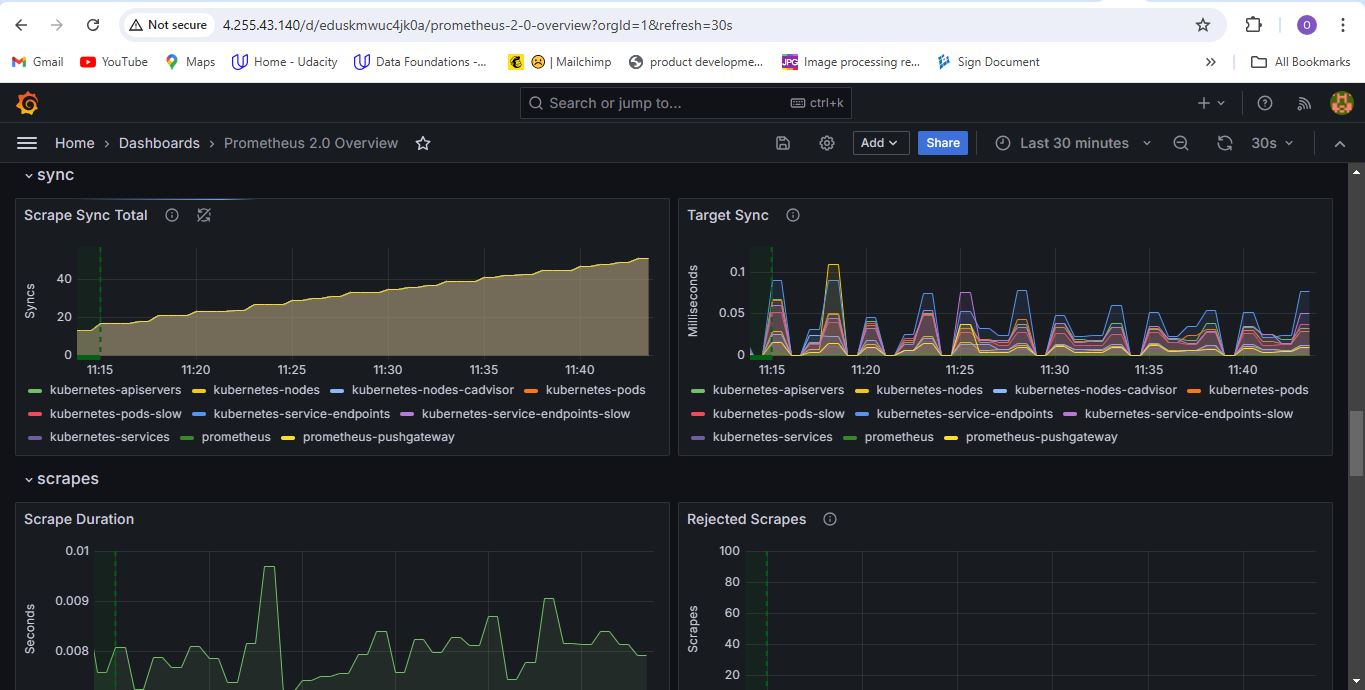 Not secure
4.255.43.140/d/eduskmwuc4jk0a/prometheus-2-0-overview?orgId=1&refresh=30s
O
Gmail YouTube Maps Home - Udacity Data Foundations -... | Mailchimp product developme... JPG Image processing re... Sign Document » All Bookmarks
Search or jump to... ctrl+k
Home › Dashboards › Prometheus 2.0 Overview
Add Share Last 30 minutes 30s
sync
Scrape Sync Total
Syncs
40
20
0
11:15 11:20 11:25 11:30 11:35 11:40
kubernetes-apiservers kubernetes-nodes kubernetes-nodes-cadvisor kubernetes-pods
kubernetes-pods-slow kubernetes-service-endpoints kubernetes-service-endpoints-slow
kubernetes-services prometheus prometheus-pushgateway
Target Sync
Milliseconds
0.1
0.05
0
11:15 11:20 11:25 11:30 11:35 11:40
kubernetes-apiservers kubernetes-nodes kubernetes-nodes-cadvisor kubernetes-pods
kubernetes-pods-slow kubernetes-service-endpoints kubernetes-service-endpoints-slow
kubernetes-services prometheus prometheus-pushgateway
scrapes
Scrape Duration
Seconds
0.01
0.009
0.008
Rejected Scrapes
Scrapes
100
80
60
40
20